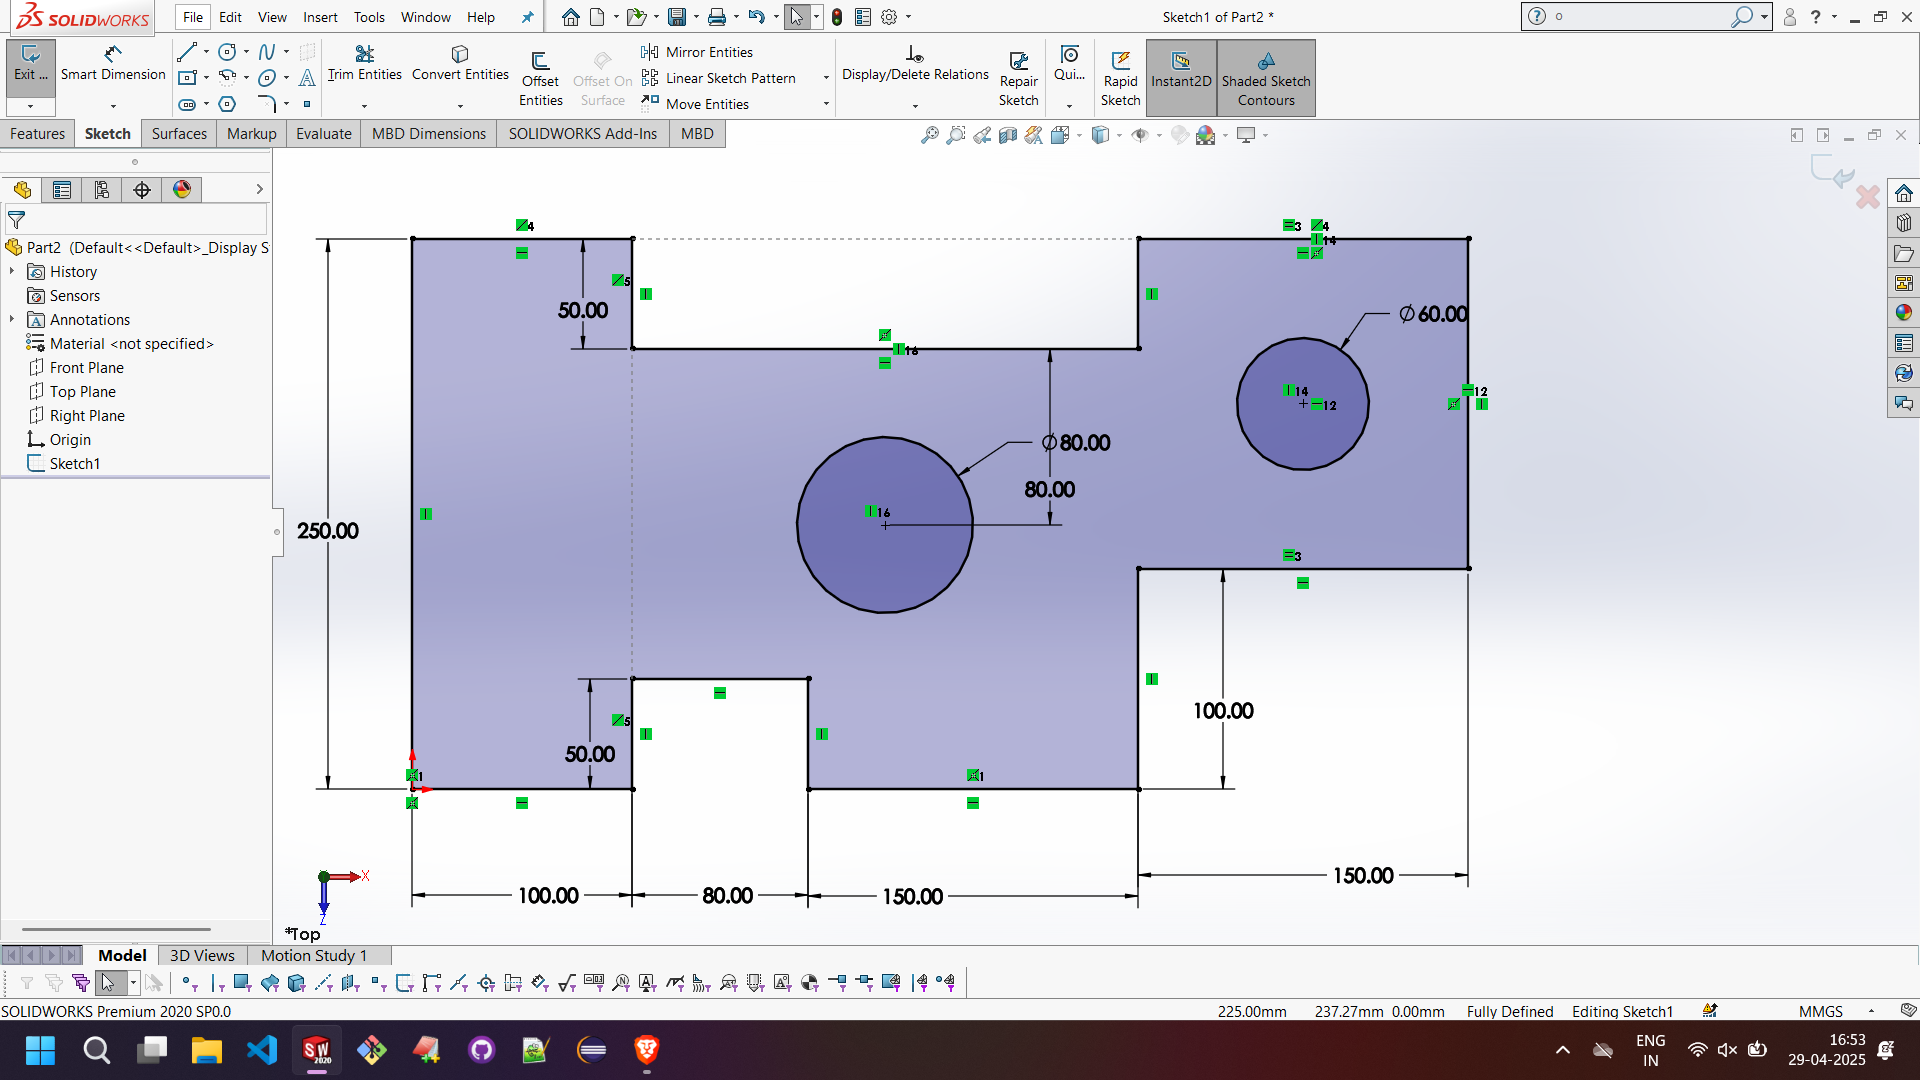 SOLIDWORKS File Edit View Insert Tools Window Help Sketch1 of Part2 * ? o ?
Exit ... Smart Dimension Trim Entities Convert Entities Offset Entities Offset On Surface Mirror Entities
Linear Sketch Pattern
Move Entities
Display/Delete Relations Repair Sketch Qui... Rapid Sketch Instant2D Shaded Sketch Contours
Features Sketch Surfaces Markup Evaluate MBD Dimensions SOLIDWORKS Add-Ins MBD
Part2 (Default<<Default>_Display S
History
Sensors
Annotations
Material <not specified>
Front Plane
Top Plane
Right Plane
Origin
Sketch1
4
3 4
14
5
50.00
⌀60.00
16
14
12
12
⌀80.00
80.00
16
250.00
3
5
50.00
100.00
1
1
100.00 80.00 150.00 150.00
X
Z
*Top
Model 3D Views Motion Study 1
SOLIDWORKS Premium 2020 SP0.0 225.00mm 237.27mm 0.00mm Fully Defined Editing Sketch1 MMGS
SW 2020
ENG
IN
16:53
29-04-2025